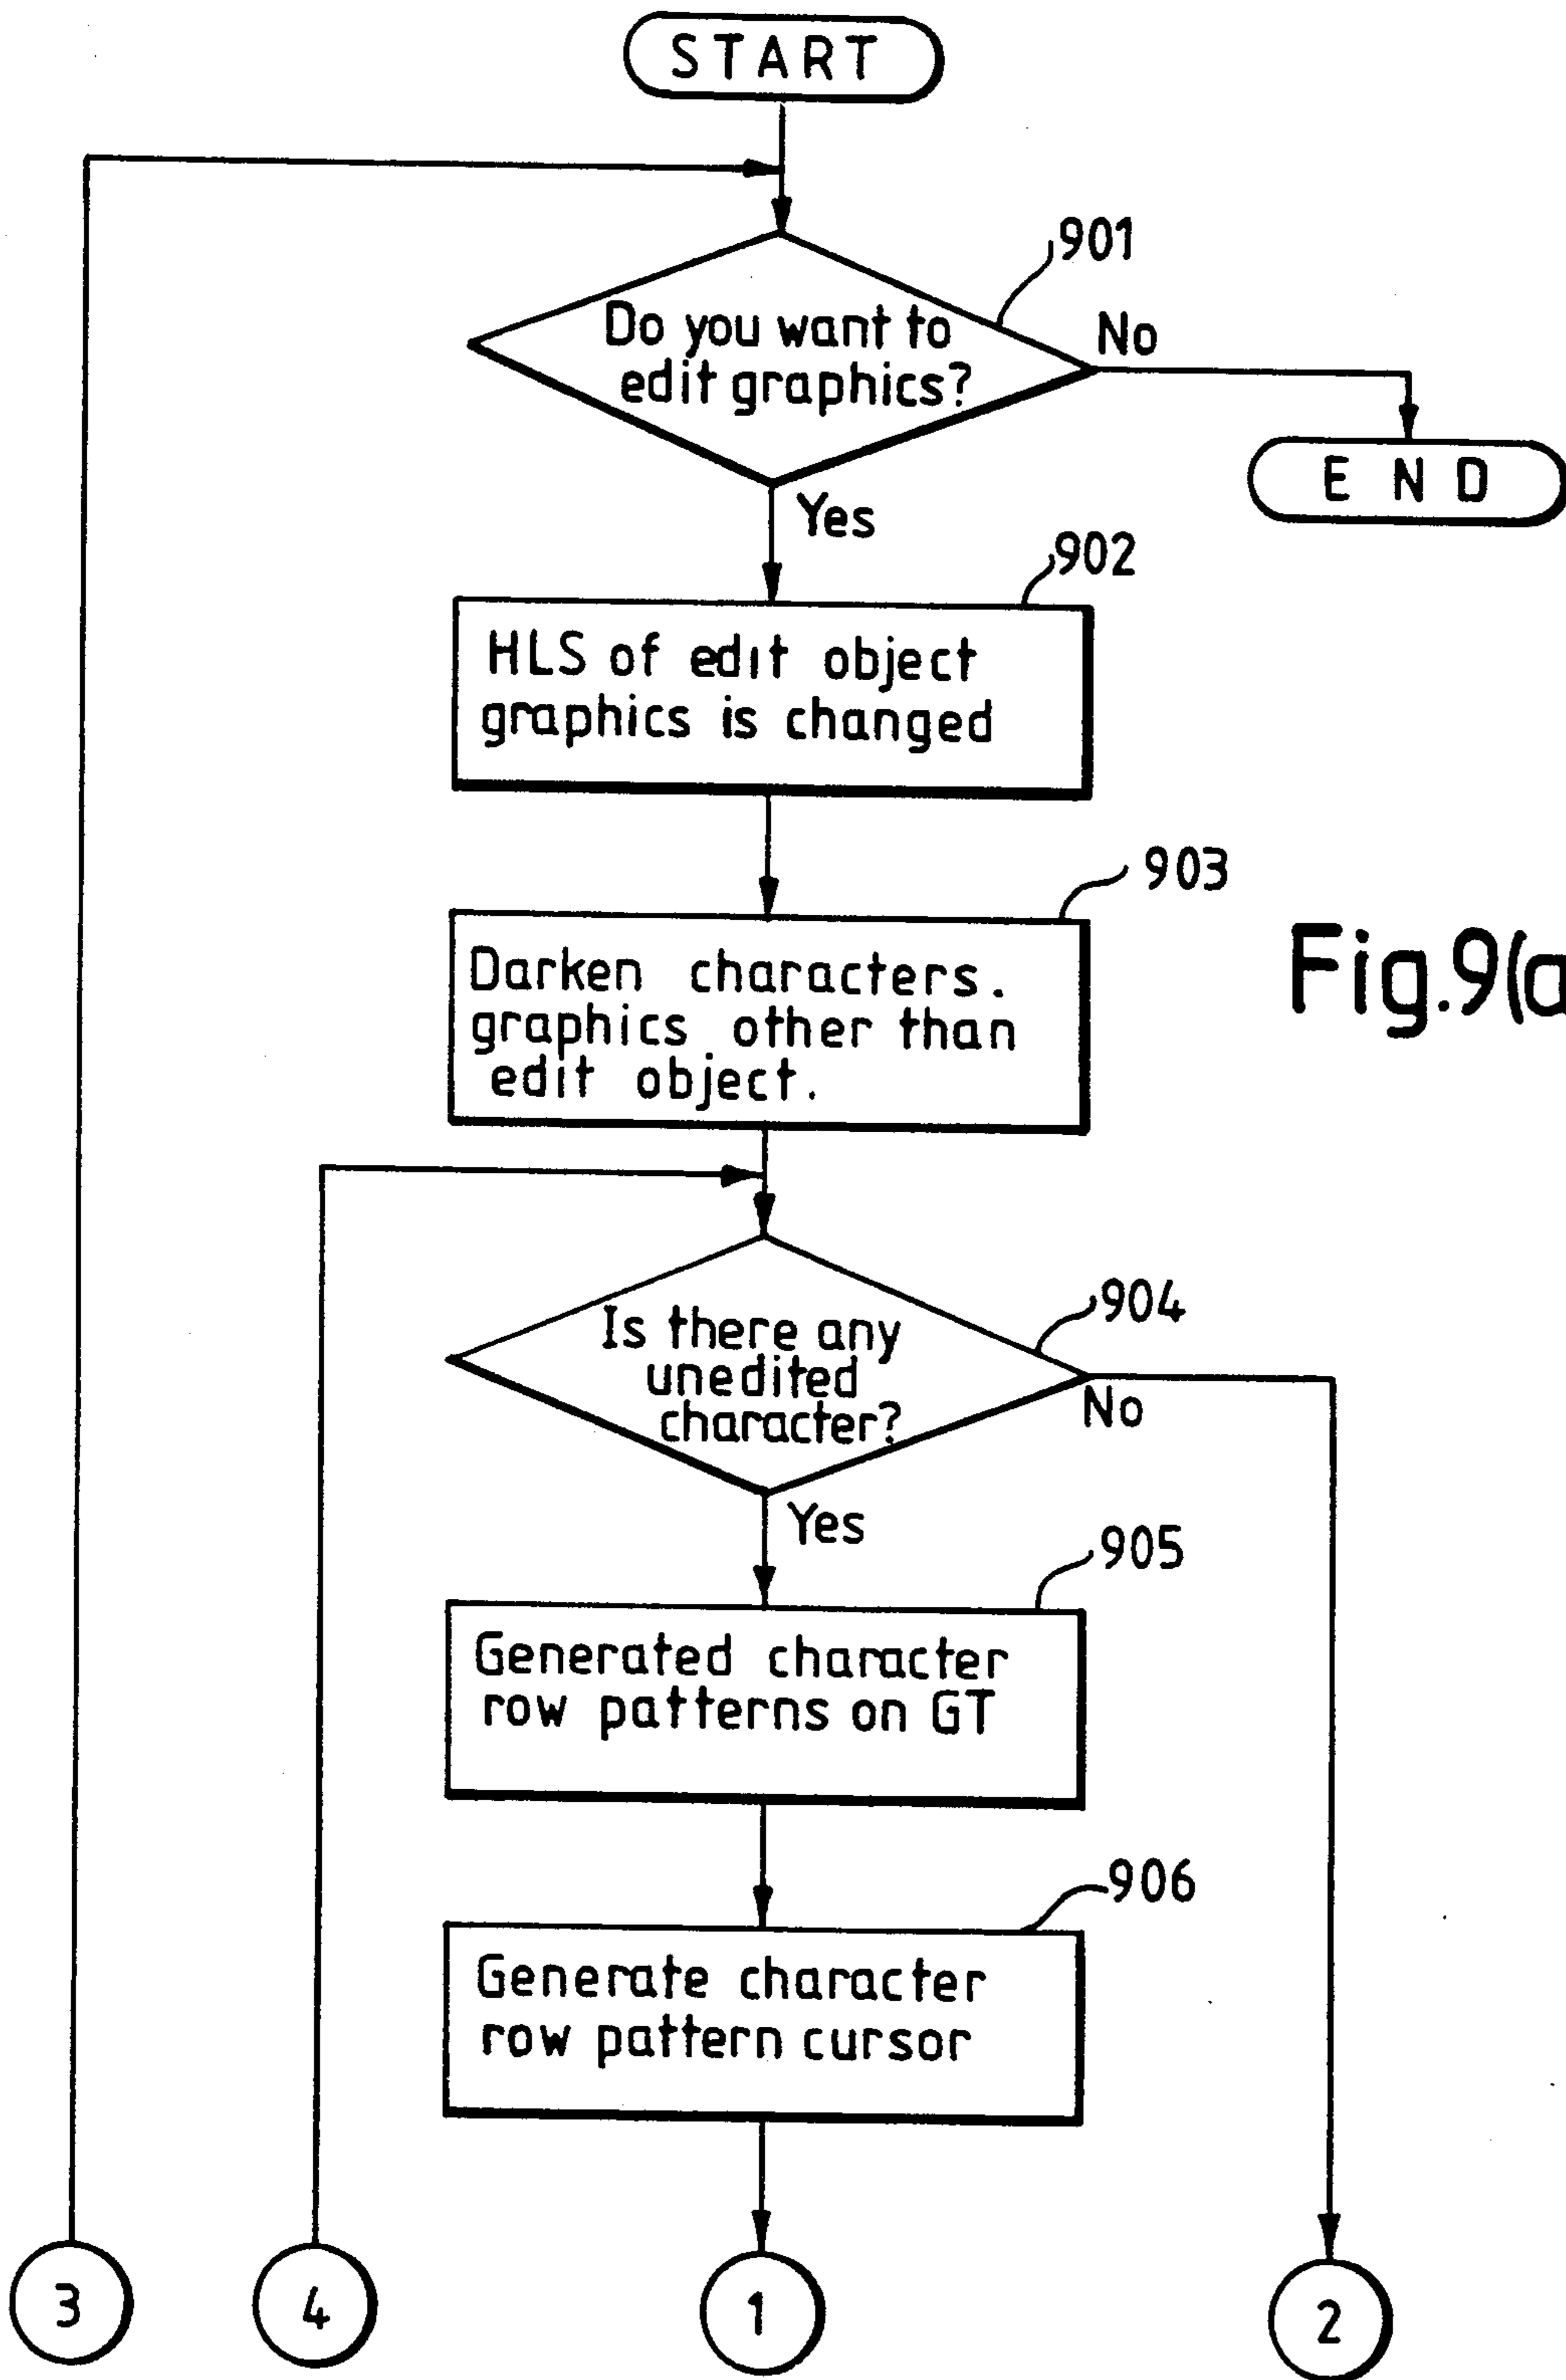 START
901
Do you want to
edit graphics?
No
END
Yes
902
HLS of edit object
graphics is changed
903
Darken characters.
graphics other than
edit object.
Fig.9(a
904
Is there any
unedited
character?
No
Yes
905
Generated character
row patterns on GT
906
Generate character
row pattern cursor
3
4
1
2